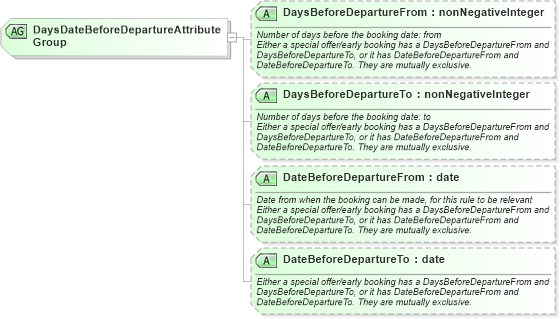 AG DaysDateBeforeDepartureAttribute
Group
A DaysBeforeDepartureFrom : nonNegativeInteger
Number of days before the booking date: from
Either a special offer/early booking has a DaysBeforeDepartureFrom and
DaysBeforeDepartureTo, or it has DateBeforeDepartureFrom and
DateBeforeDepartureTo. They are mutually exclusive.
A DaysBeforeDepartureTo : nonNegativeInteger
Number of days before the booking date: to
Either a special offer/early booking has a DaysBeforeDepartureFrom and
DaysBeforeDepartureTo, or it has DateBeforeDepartureFrom and
DateBeforeDepartureTo. They are mutually exclusive.
A DateBeforeDepartureFrom : date
Date from when the booking can be made, for this rule to be relevant
Either a special offer/early booking has a DaysBeforeDepartureFrom and
DaysBeforeDepartureTo, or it has DateBeforeDepartureFrom and
DateBeforeDepartureTo. They are mutually exclusive.
A DateBeforeDepartureTo : date
Either a special offer/early booking has a DaysBeforeDepartureFrom and
DaysBeforeDepartureTo, or it has DateBeforeDepartureFrom and
DateBeforeDepartureTo. They are mutually exclusive.